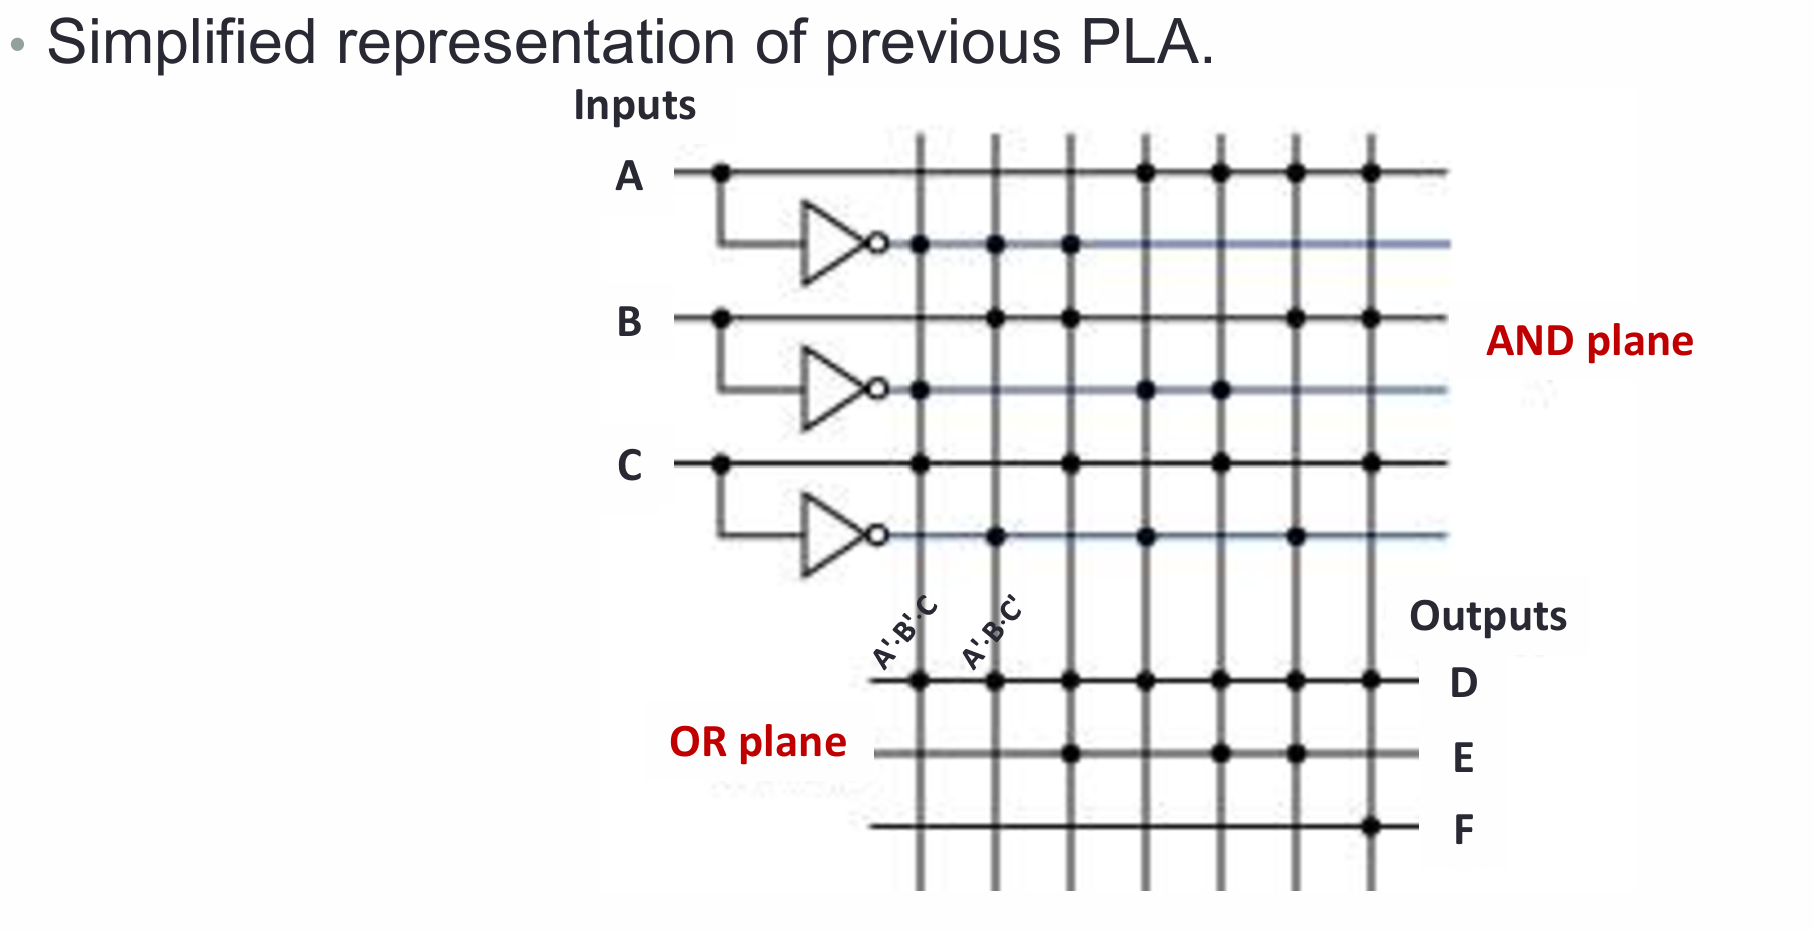 • Simplified representation of previous PLA.
Inputs
A
B
AND plane
C
A'·B'·C
A'·B·C'
Outputs
D
OR plane
E
F